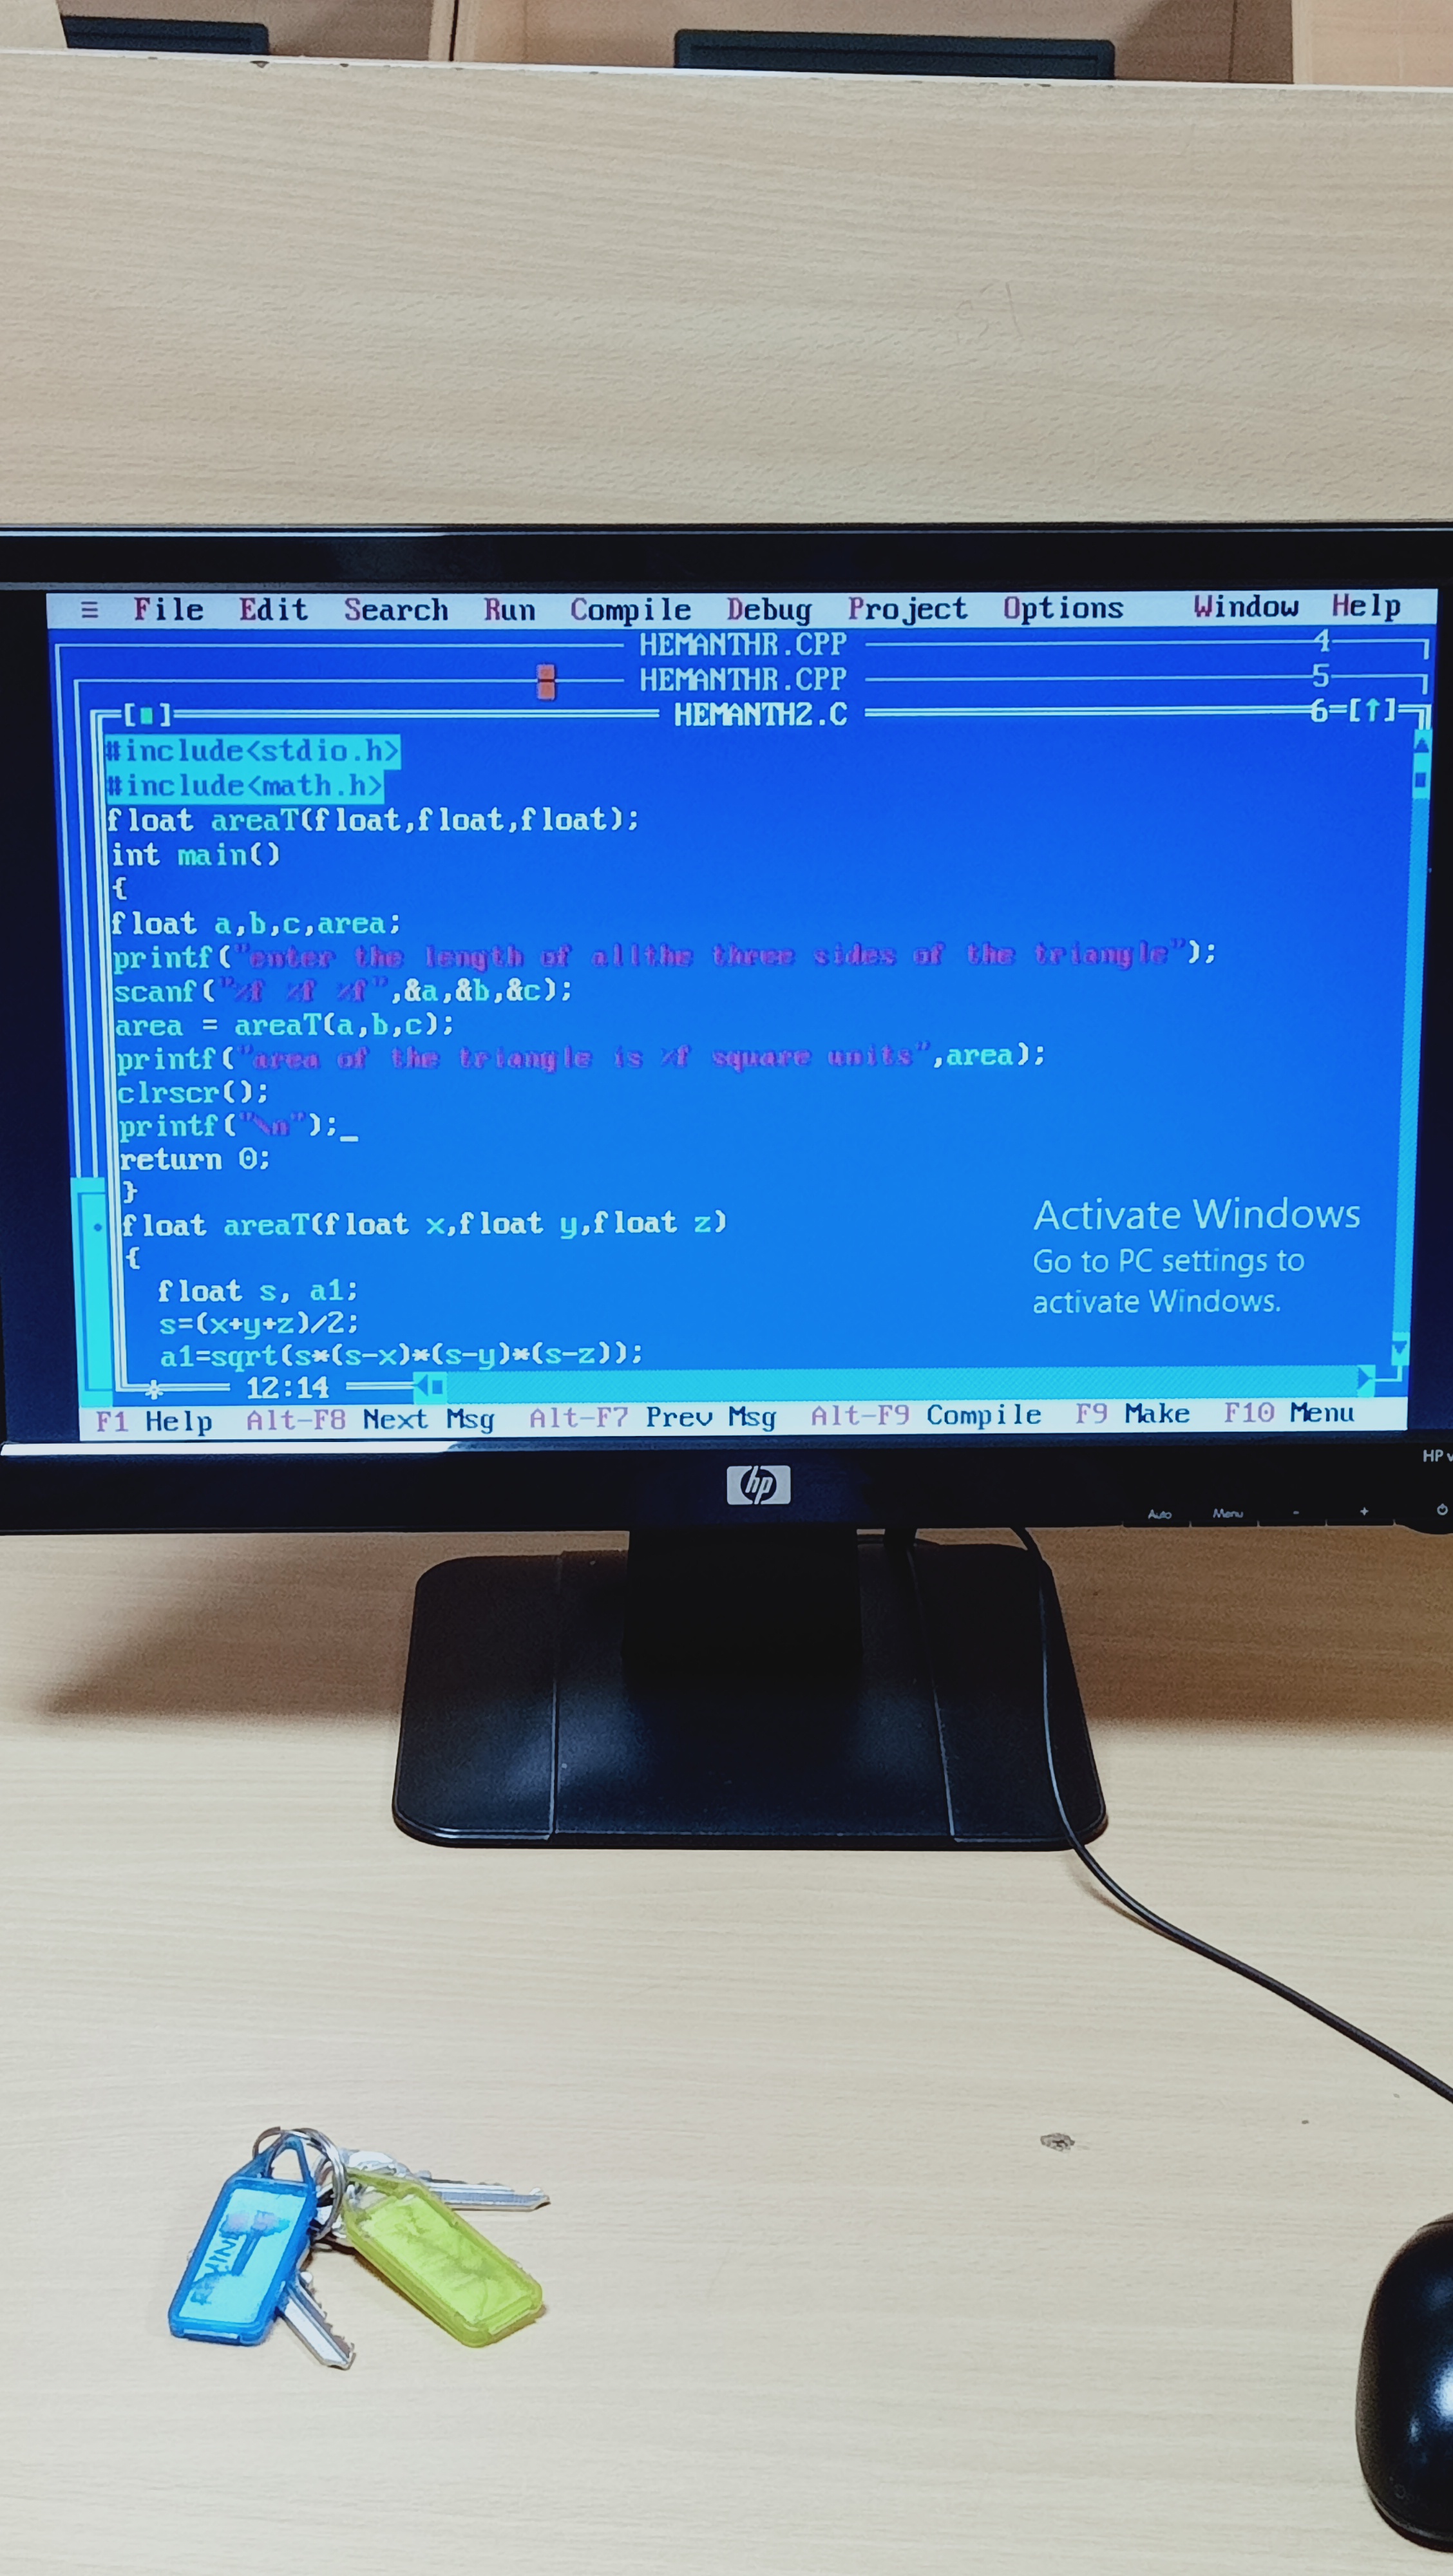 ≡ File Edit Search Run Compile Debug Project Options Window Help
HEMANTHR.CPP 4
HEMANTHR.CPP 5
[■] HEMANTH2.C 6=[↑]
#include<stdio.h>
#include<math.h>
float areaT(float,float,float);
int main()
{
float a,b,c,area;
printf("enter the length of allthe three sides of the triangle");
scanf("%f %f %f",&a,&b,&c);
area = areaT(a,b,c);
printf("area of the triangle is %f square units",area);
clrscr();
printf("\n");_
return 0;
}
float areaT(float x,float y,float z)
{
float s, a1;
s=(x+y+z)/2;
a1=sqrt(s*(s-x)*(s-y)*(s-z));
Activate Windows
Go to PC settings to
activate Windows.
* 12:14
F1 Help Alt-F8 Next Msg Alt-F7 Prev Msg Alt-F9 Compile F9 Make F10 Menu
hp
HP
Auto Menu - +